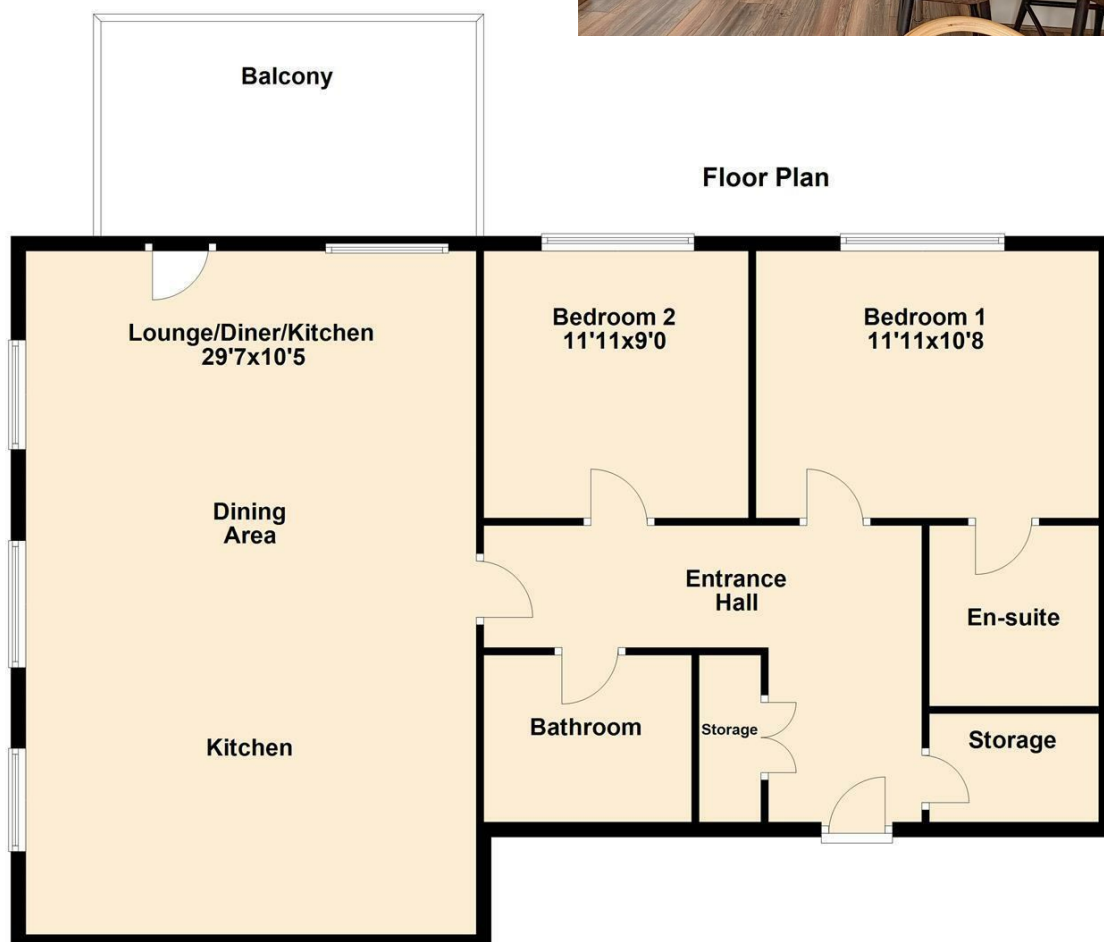 Balcony
Floor Plan
Lounge/Diner/Kitchen
29'7x10'5
Bedroom 2
11'11x9'0
Bedroom 1
11'11x10'8
Dining
Area
Entrance
Hall
En-suite
Bathroom
Storage
Storage
Kitchen